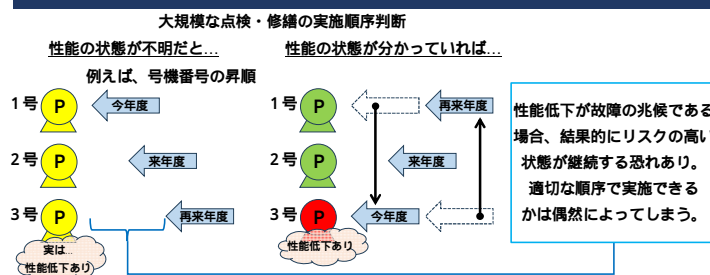 大規模な点検・修繕の実施順序判断
性能の状態が不明だと…
例えば、号機番号の昇順
1号 P 今年度
2号 P 来年度
3号 P 再来年度
実は…
性能低下あり
性能の状態が分かっていれば…
1号 P 再来年度
2号 P 来年度
3号 P 今年度
性能低下あり
性能低下が故障の兆候である
場合、結果的にリスクの高い
状態が継続する恐れあり。
適切な順序で実施できる
かは偶然によってしまう。